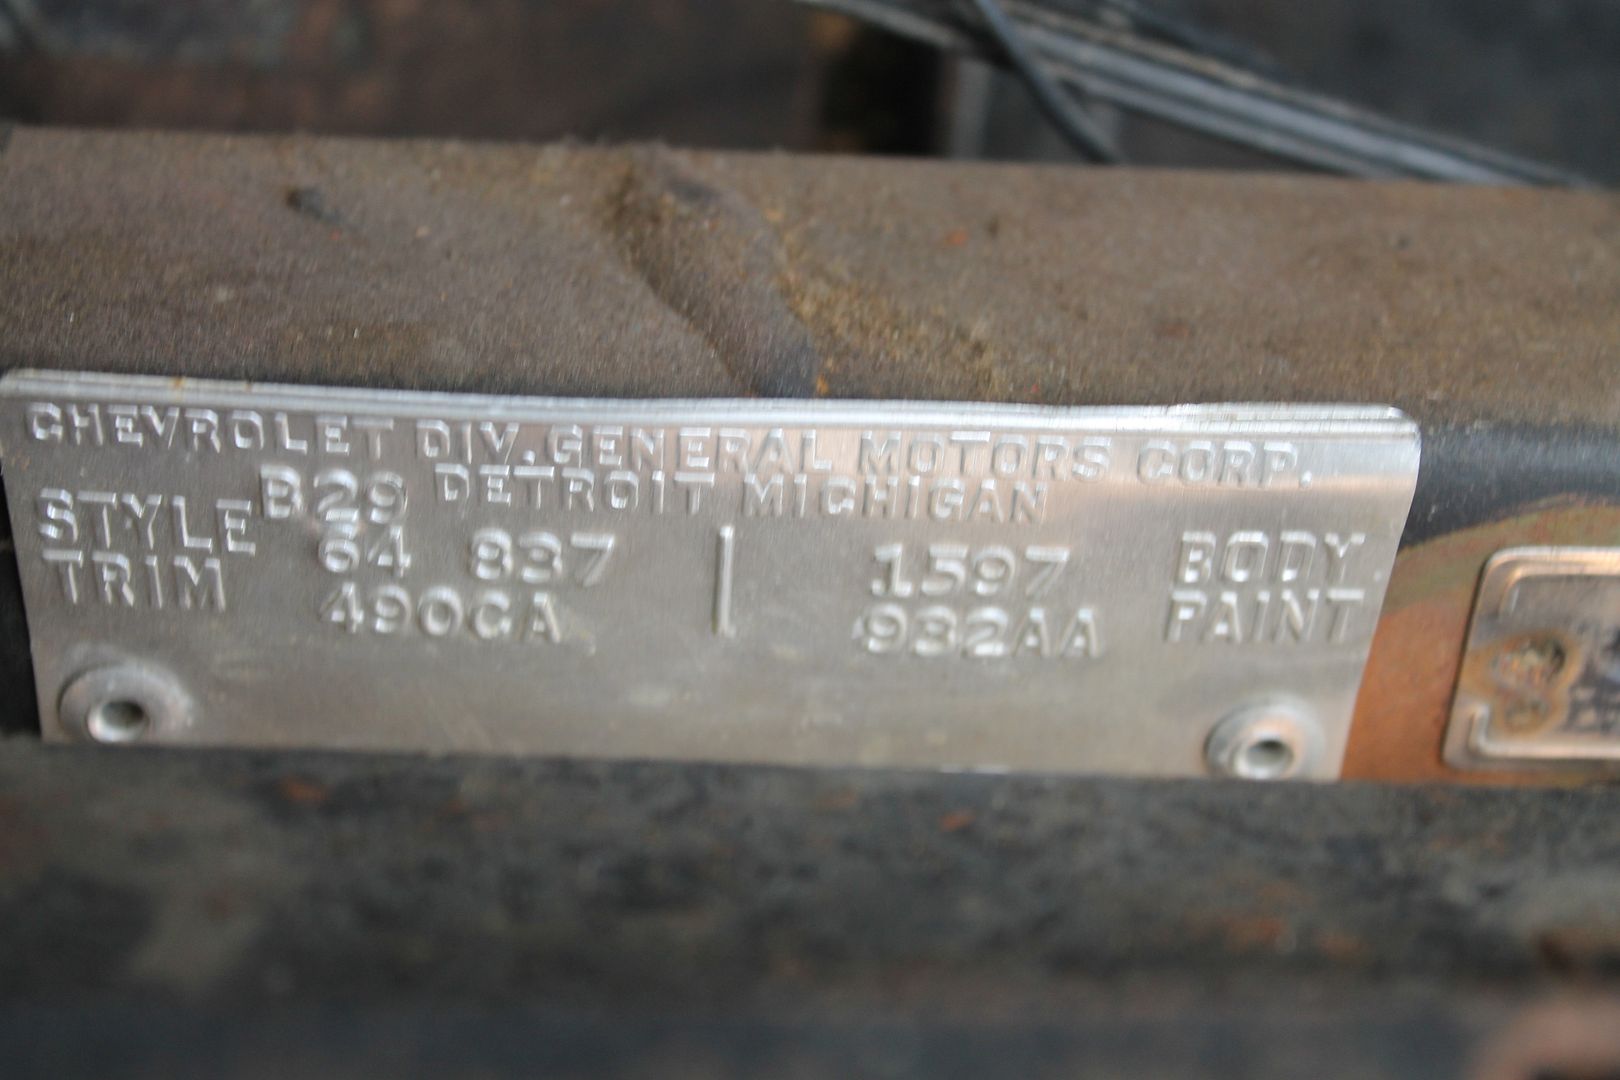 CHEVROLET DIV. GENERAL MOTORS CORP.
B29 DETROIT MICHIGAN
STYLE 64 837 | 1597 BODY
TRIM 490CA | 932AA PAINT